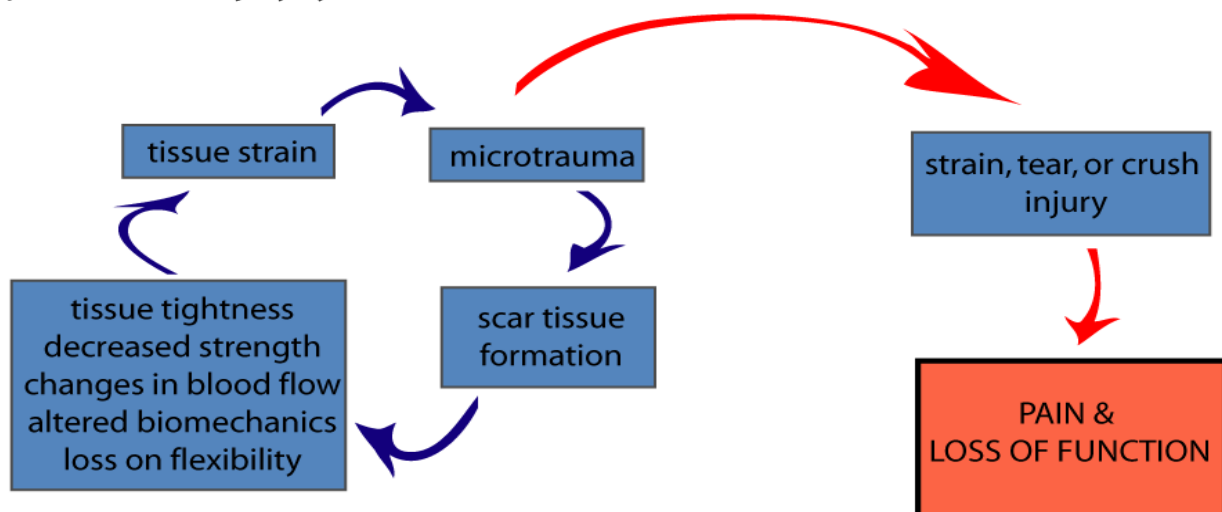 tissue strain
microtrauma
strain, tear, or crush
injury
tissue tightness
decreased strength
changes in blood flow
altered biomechanics
loss on flexibility
scar tissue
formation
PAIN &
LOSS OF FUNCTION